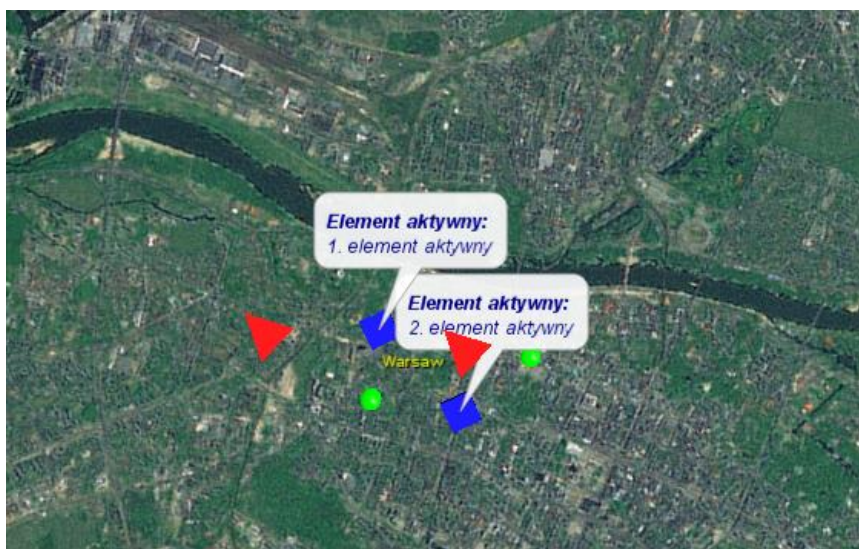 Element aktywny:
1. element aktywny
Element aktywny:
2. element aktywny
Warsaw